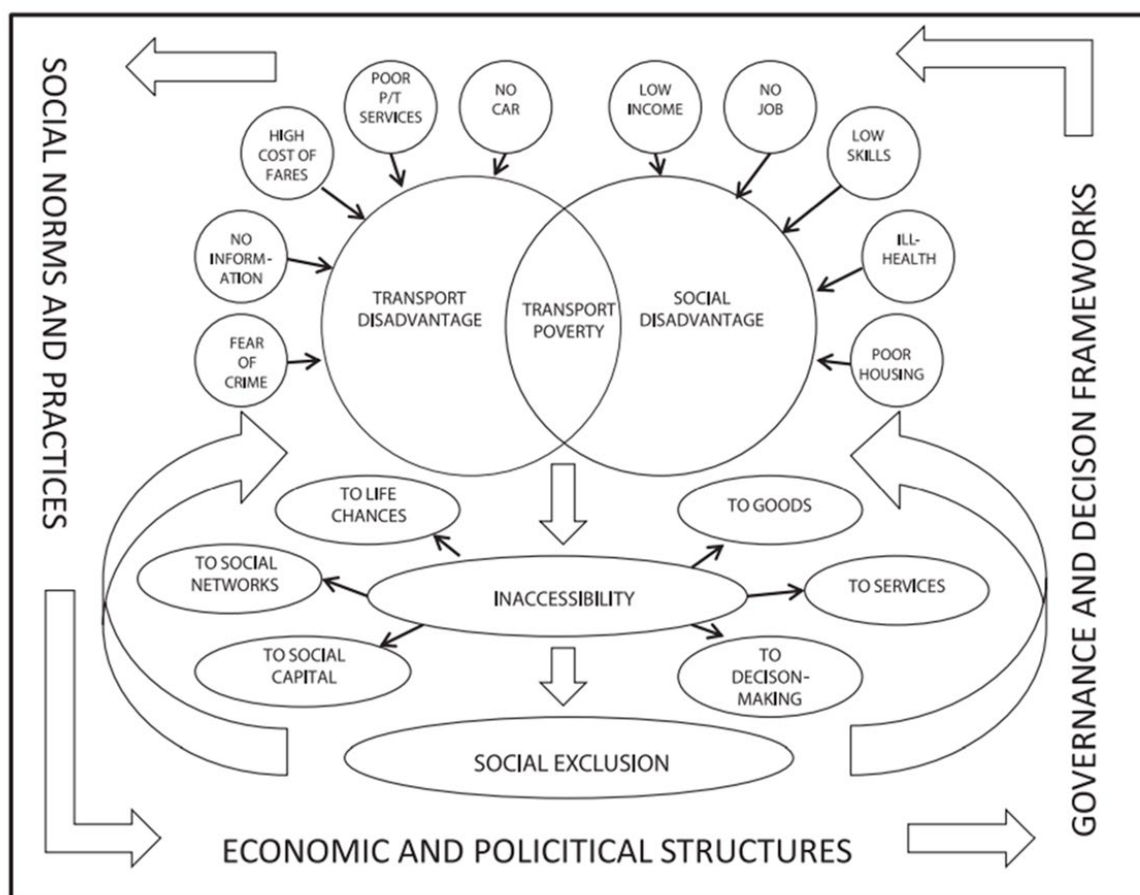 SOCIAL NORMS AND PRACTICES
POOR
P/T
SERVICES
NO
CAR
LOW
INCOME
NO
JOB
HIGH
COST OF
FARES
LOW
SKILLS
NO
INFORM-
ATION
ILL-
HEALTH
FEAR
OF
CRIME
POOR
HOUSING
TRANSPORT
DISADVANTAGE
TRANSPORT
POVERTY
SOCIAL
DISADVANTAGE
GOVERNANCE AND DECISON FRAMEWORKS
TO LIFE
CHANCES
TO GOODS
TO SOCIAL
NETWORKS
INACCESSIBILITY
TO SERVICES
TO SOCIAL
CAPITAL
TO
DECISON-
MAKING
SOCIAL EXCLUSION
ECONOMIC AND POLICITICAL STRUCTURES